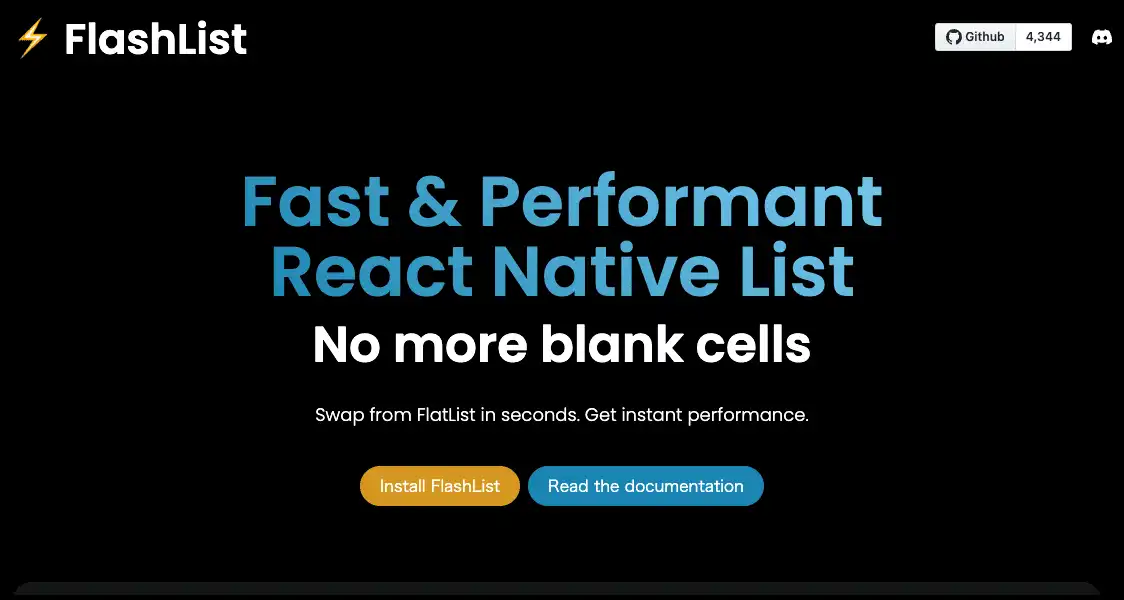 FlashList
Github 4,344
Fast & Performant
React Native List
No more blank cells
Swap from FlatList in seconds. Get instant performance.
Install FlashList
Read the documentation